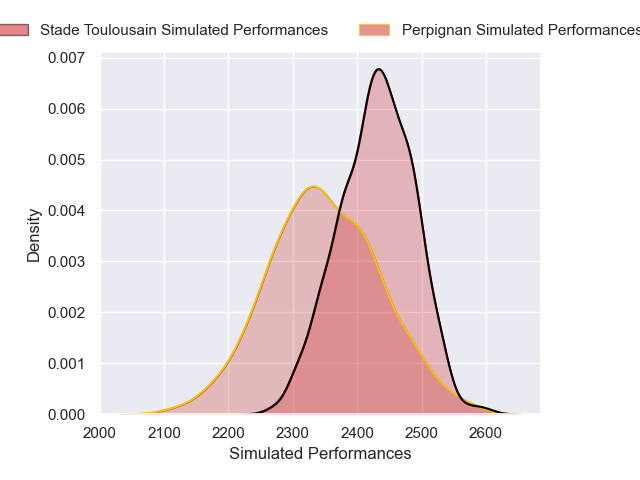 Stade Toulousain Simulated Performances Perpignan Simulated Performances
0.007
0.006
0.005
0.004
0.003
0.002
0.001
0.000
Density
2000 2100 2200 2300 2400 2500 2600
Simulated Performances